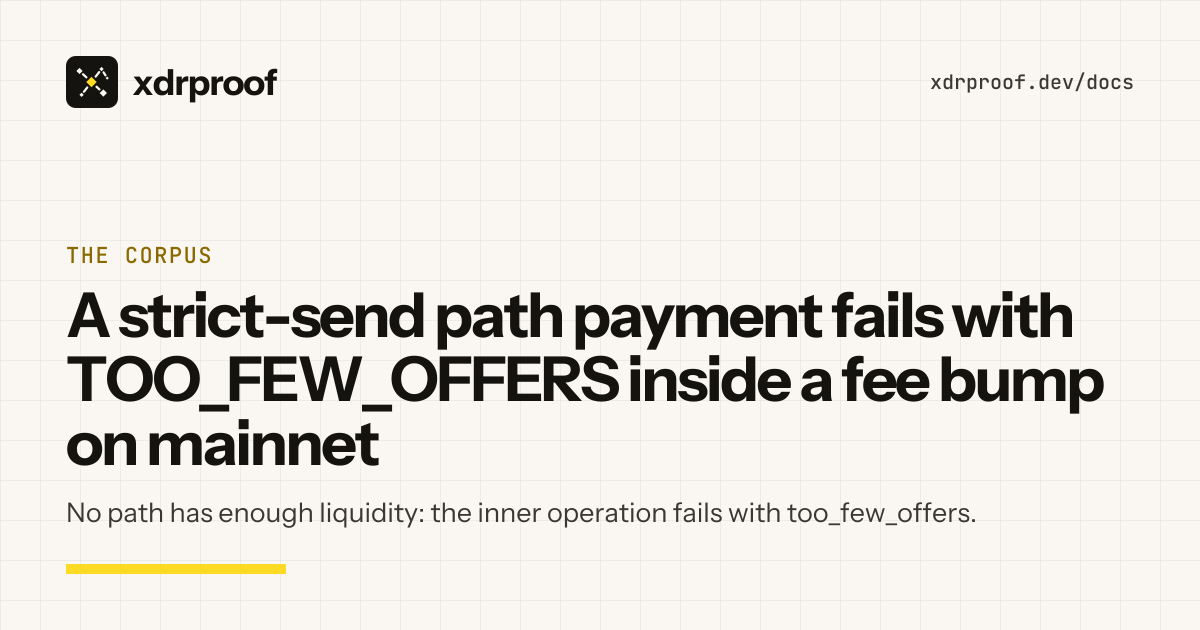 xdrproof
xdrproof.dev/docs
THE CORPUS
A strict-send path payment fails with
TOO_FEW_OFFERS inside a fee bump
on mainnet
No path has enough liquidity: the inner operation fails with too_few_offers.